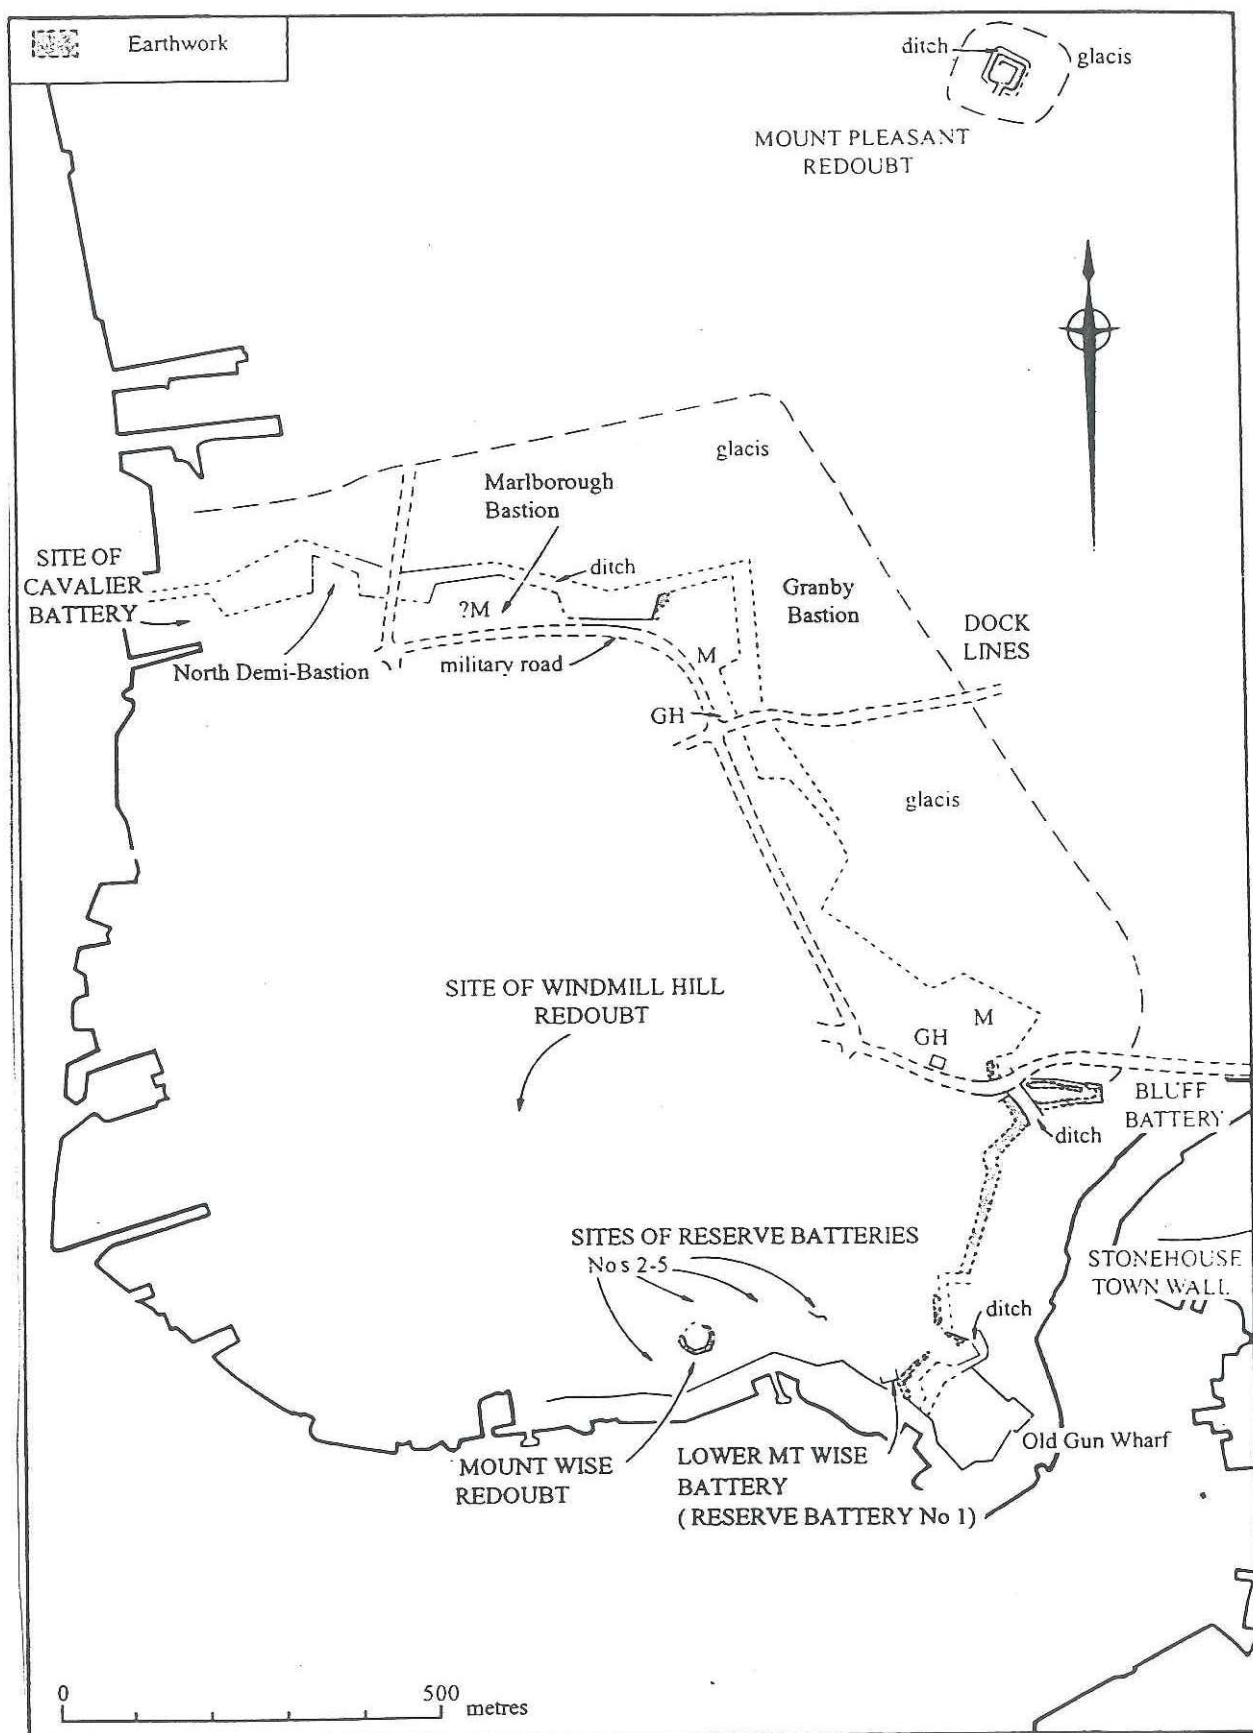 Earthwork
ditch
glacis
MOUNT PLEASANT
REDOUBT
glacis
Marlborough
Bastion
SITE OF
CAVALIER
BATTERY
ditch
Granby
Bastion
?M
DOCK
LINES
North Demi-Bastion
military road
M
GH
glacis
SITE OF WINDMILL HILL
REDOUBT
M
GH
BLUFF
BATTERY
ditch
SITES OF RESERVE BATTERIES
Nos 2-5
STONEHOUSE
TOWN WALL
ditch
Old Gun Wharf
MOUNT WISE
REDOUBT
LOWER MT WISE
BATTERY
( RESERVE BATTERY No 1)
0
500
metres